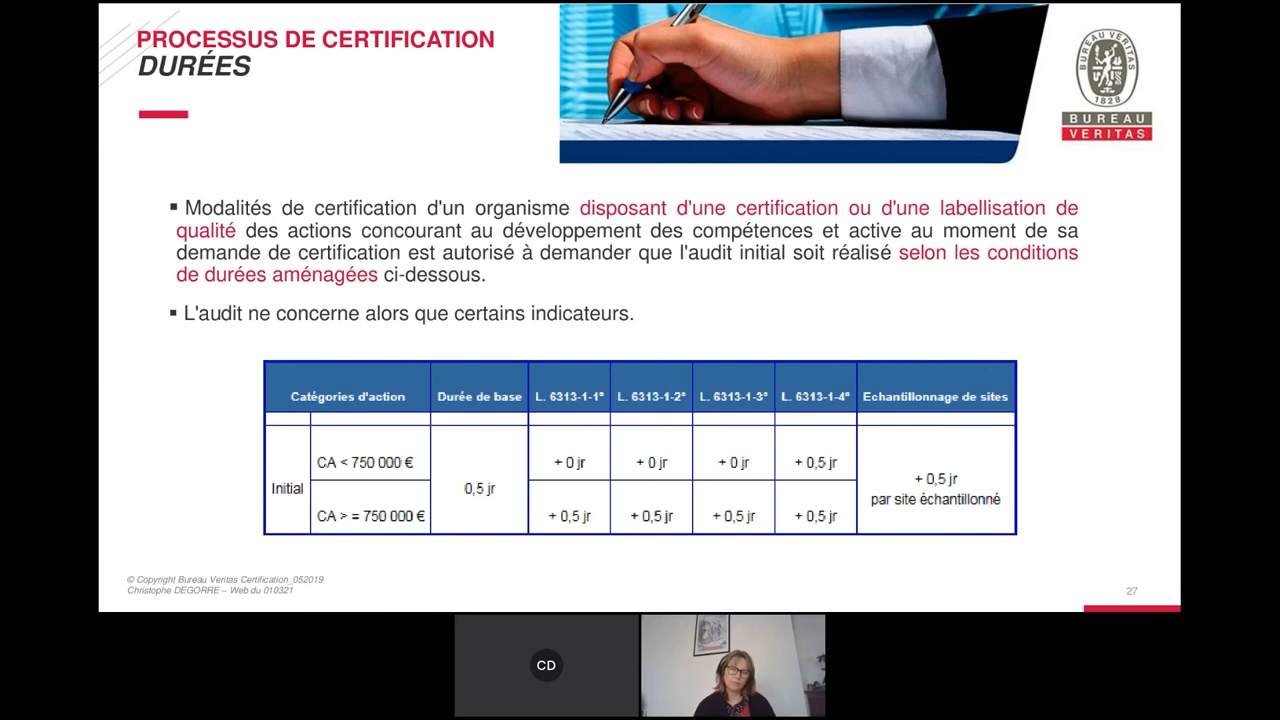 PROCESSUS DE CERTIFICATION
DURÉES
BUREAU VERITAS
1828
BUREAU
VERITAS
▪ Modalités de certification d'un organisme disposant d'une certification ou d'une labellisation de
qualité des actions concourant au développement des compétences et active au moment de sa
demande de certification est autorisé à demander que l'audit initial soit réalisé selon les conditions
de durées aménagées ci-dessous.
▪ L'audit ne concerne alors que certains indicateurs.
Catégories d'action Durée de base L. 6313-1-1° L. 6313-1-2° L. 6313-1-3° L. 6313-1-4° Echantillonnage de sites
CA < 750 000 € + 0 jr + 0 jr + 0 jr + 0,5 jr
Initial 0,5 jr + 0,5 jr
par site échantillonné
CA > = 750 000 € + 0,5 jr + 0,5 jr + 0,5 jr + 0,5 jr
© Copyright Bureau Veritas Certification_052019
Christophe DEGORRE – Web du 010321
27
CD